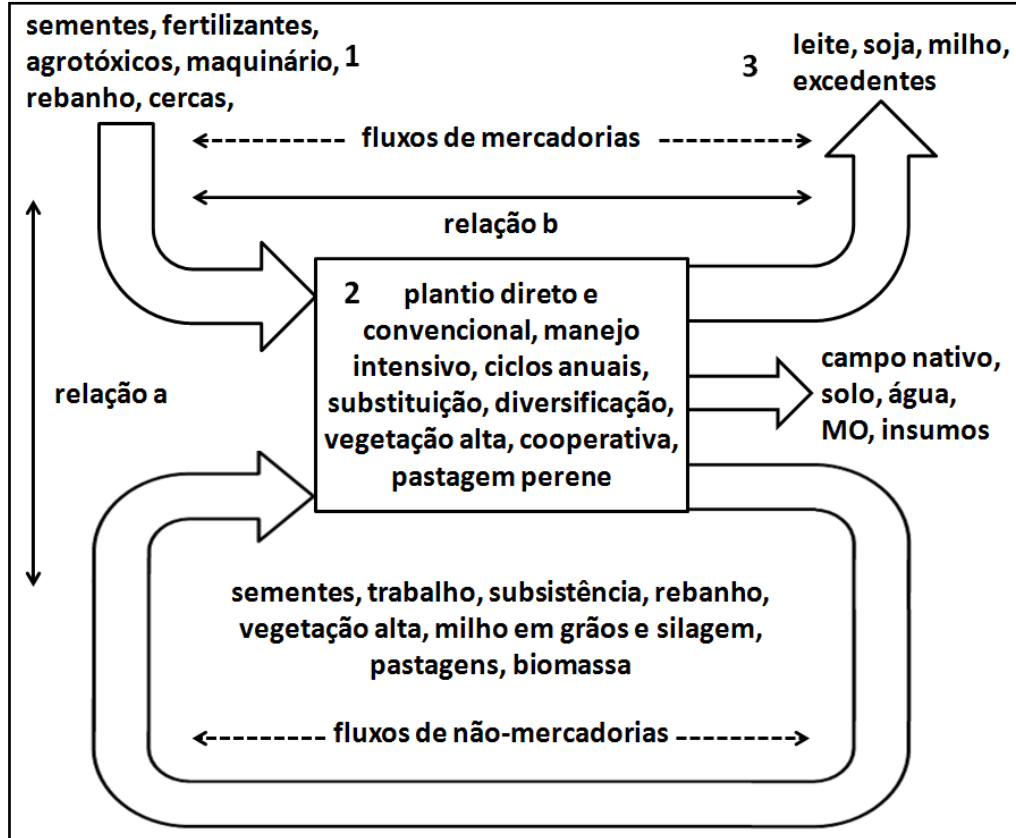 sementes, fertilizantes,
agrotóxicos, maquinário, 1
rebanho, cercas,
3 leite, soja, milho,
excedentes
fluxos de mercadorias
relação b
relação a
2 plantio direto e
convencional, manejo
intensivo, ciclos anuais,
substituição, diversificação,
vegetação alta, cooperativa,
pastagem perene
campo nativo,
solo, água,
MO, insumos
sementes, trabalho, subsistência, rebanho,
vegetação alta, milho em grãos e silagem,
pastagens, biomassa
fluxos de não-mercadorias